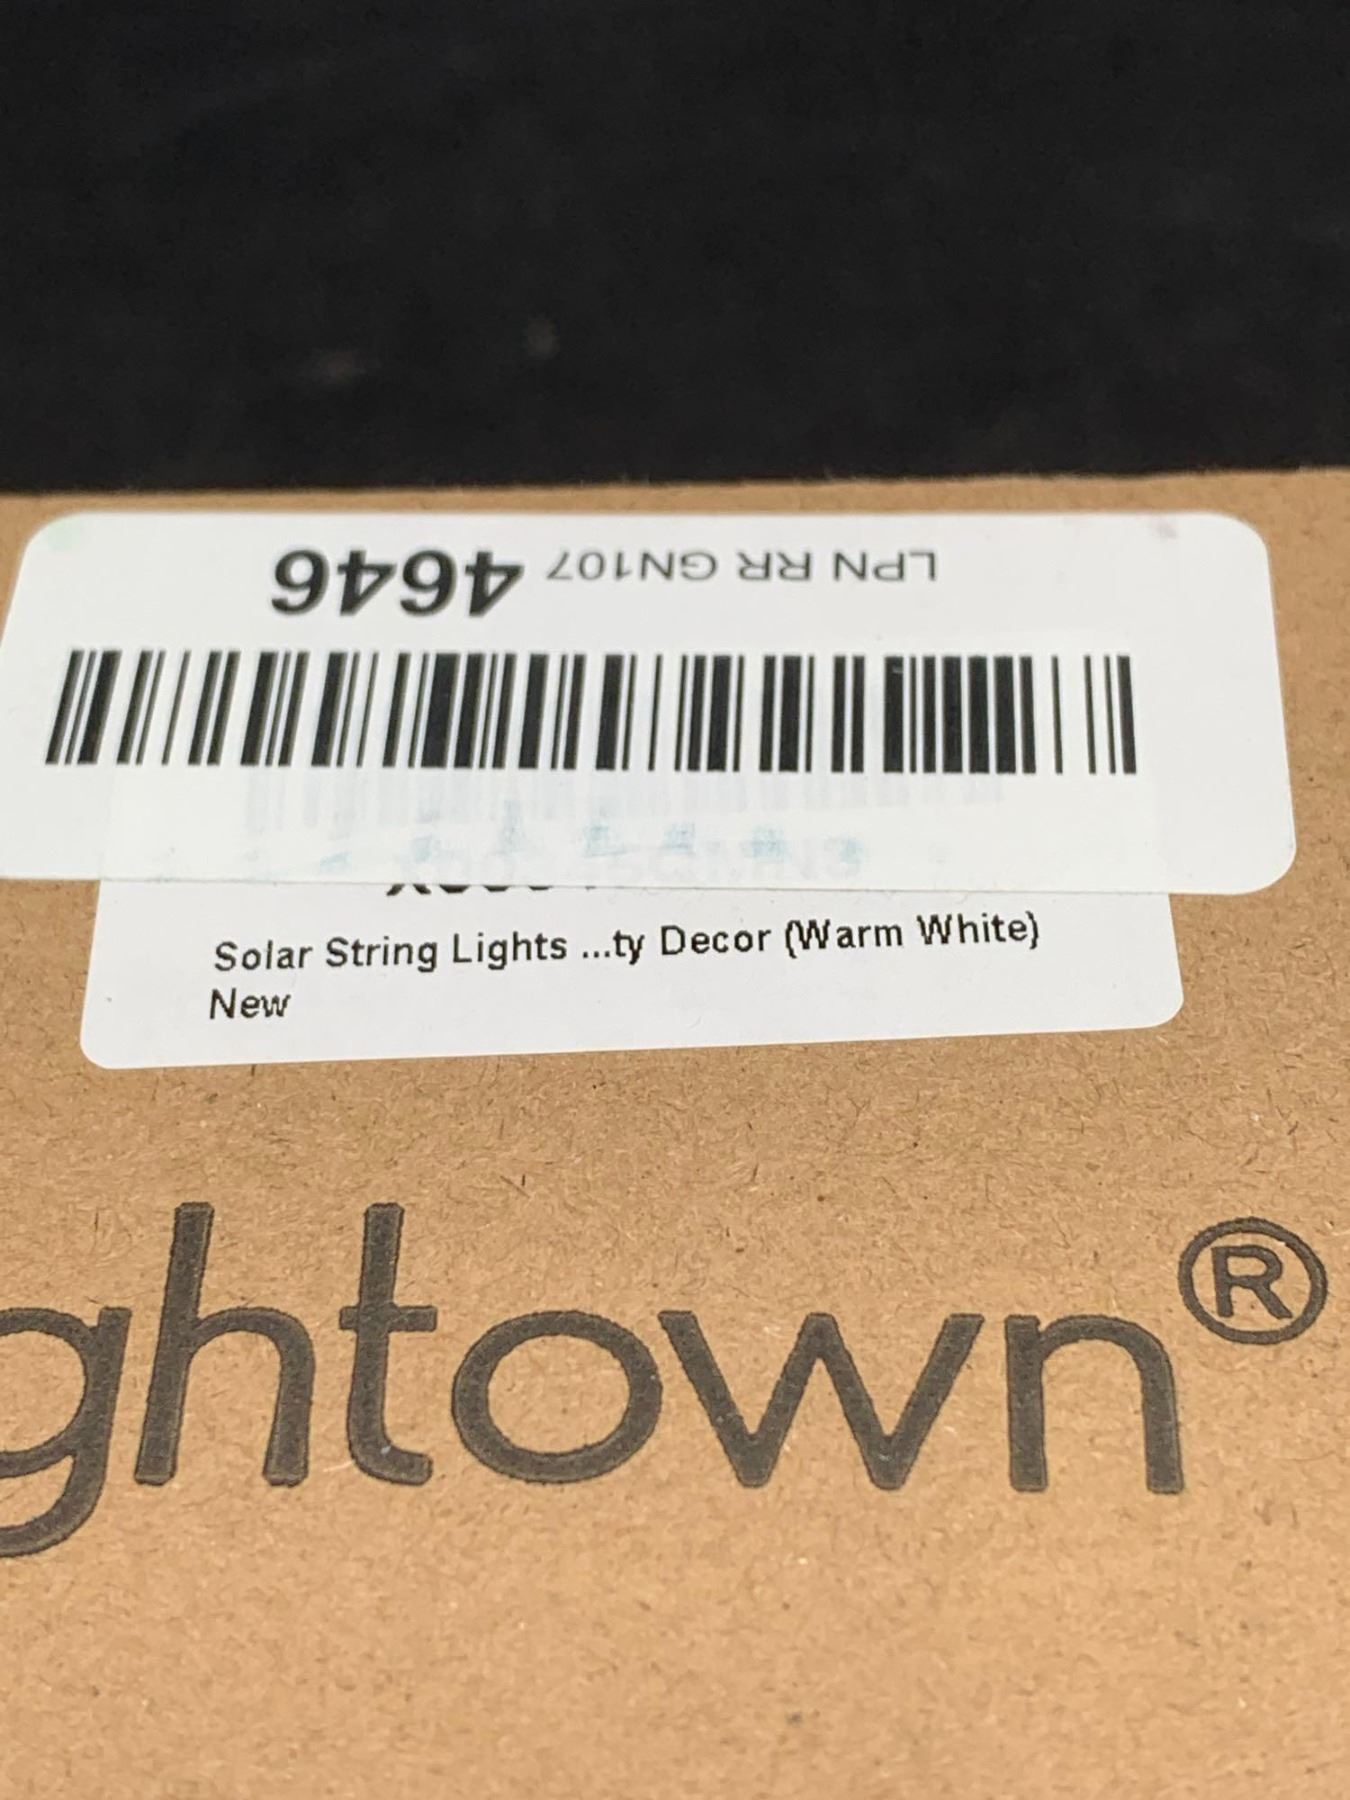 LPN RR GN107 4646
Solar String Lights ...ty Decor (Warm White)
New
ghtown®